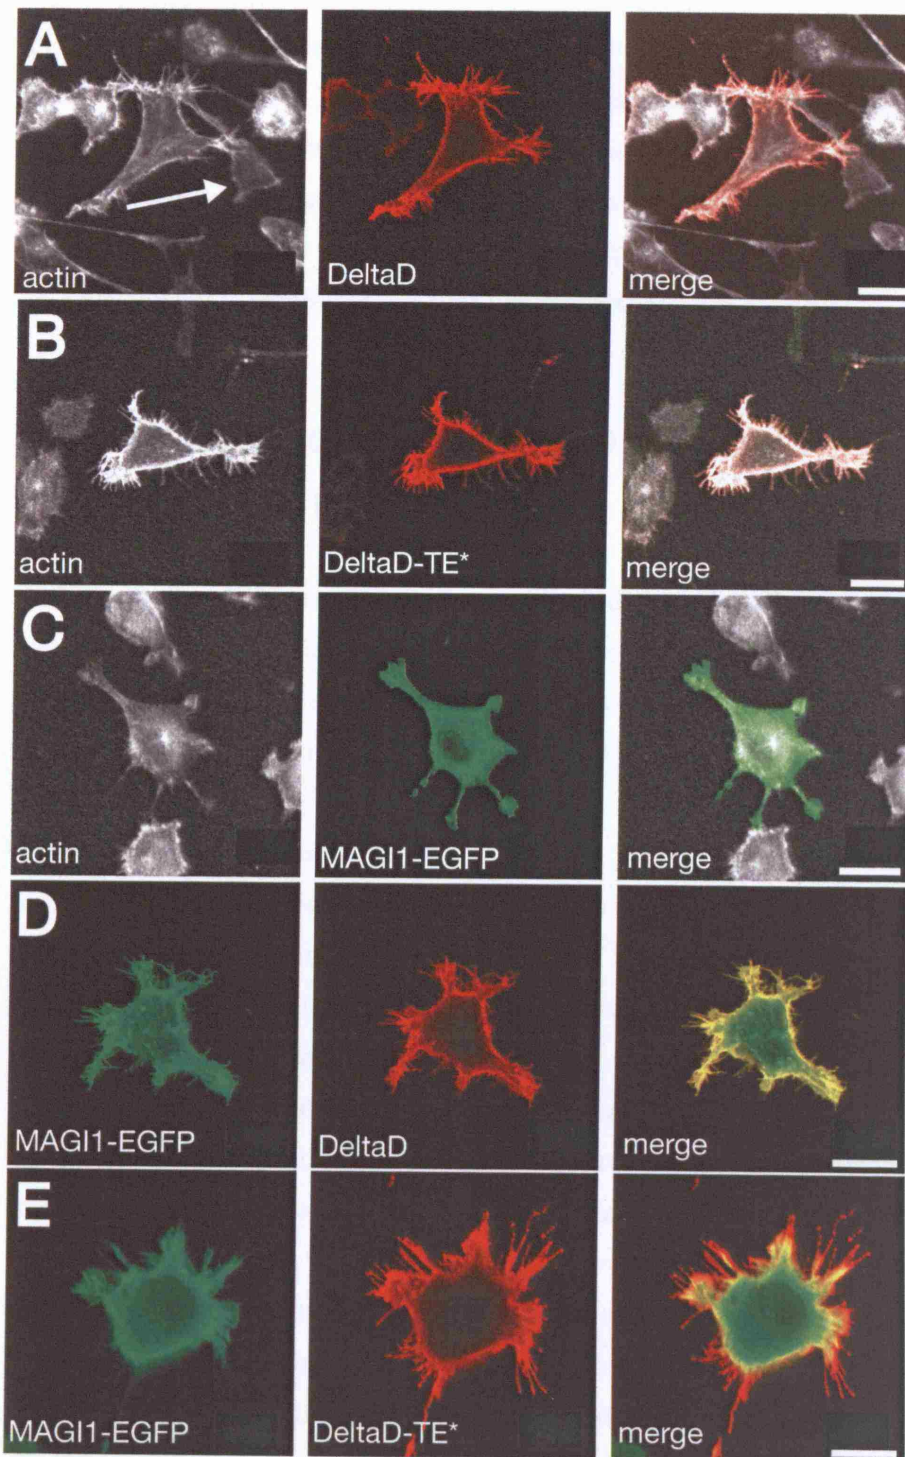 A
actin
DeltaD
merge
B
actin
DeltaD-TE*
merge
C
actin
MAGI1-EGFP
merge
D
MAGI1-EGFP
DeltaD
merge
E
MAGI1-EGFP
DeltaD-TE*
merge